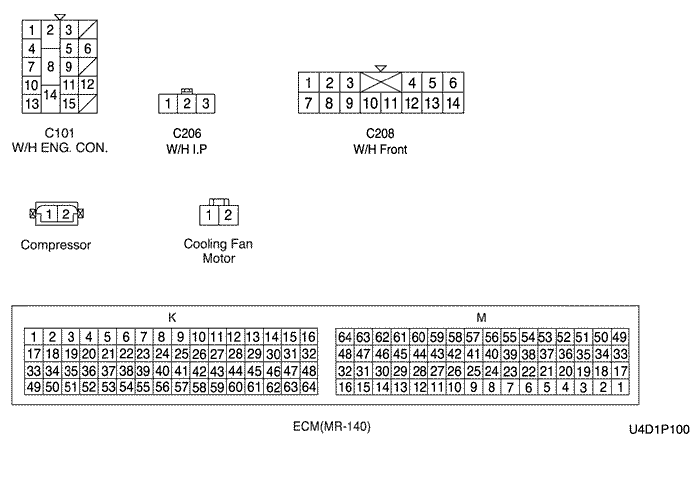 1 2 3
4 5 6
7 8 9
10 11 12
13 14 15
C101
W/H ENG. CON.
1 2 3
C206
W/H I.P
1 2 3 4 5 6
7 8 9 10 11 12 13 14
C208
W/H Front
1 2
Compressor
1 2
Cooling Fan
Motor
K
1 2 3 4 5 6 7 8 9 10 11 12 13 14 15 16
17 18 19 20 21 22 23 24 25 26 27 28 29 30 31 32
33 34 35 36 37 38 39 40 41 42 43 44 45 46 47 48
49 50 51 52 53 54 55 56 57 58 59 60 61 62 63 64
M
64 63 62 61 60 59 58 57 56 55 54 53 52 51 50 49
48 47 46 45 44 43 42 41 40 39 38 37 36 35 34 33
32 31 30 29 28 27 26 25 24 23 22 21 20 19 18 17
16 15 14 13 12 11 10 9 8 7 6 5 4 3 2 1
ECM(MR-140)
U4D1P100